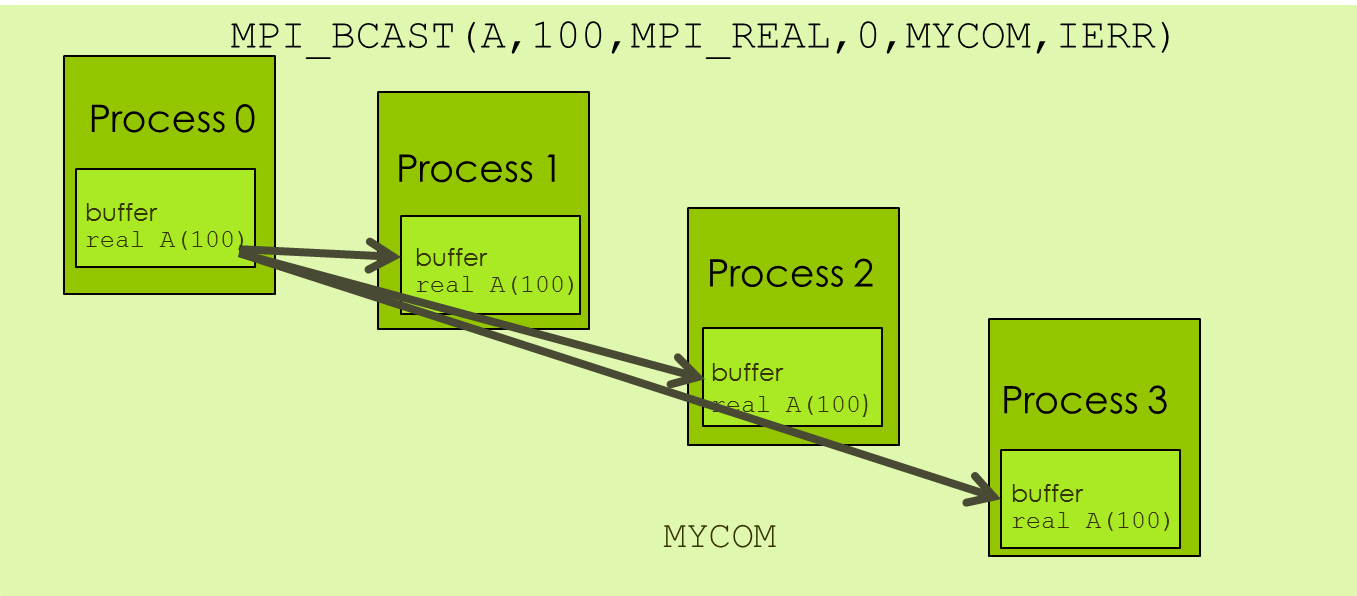 MPI_BCAST(A,100,MPI_REAL,0,MYCOM,IERR)
Process 0
buffer
real A(100)
Process 1
buffer
real A(100)
Process 2
buffer
real A(100)
Process 3
buffer
real A(100)
MYCOM